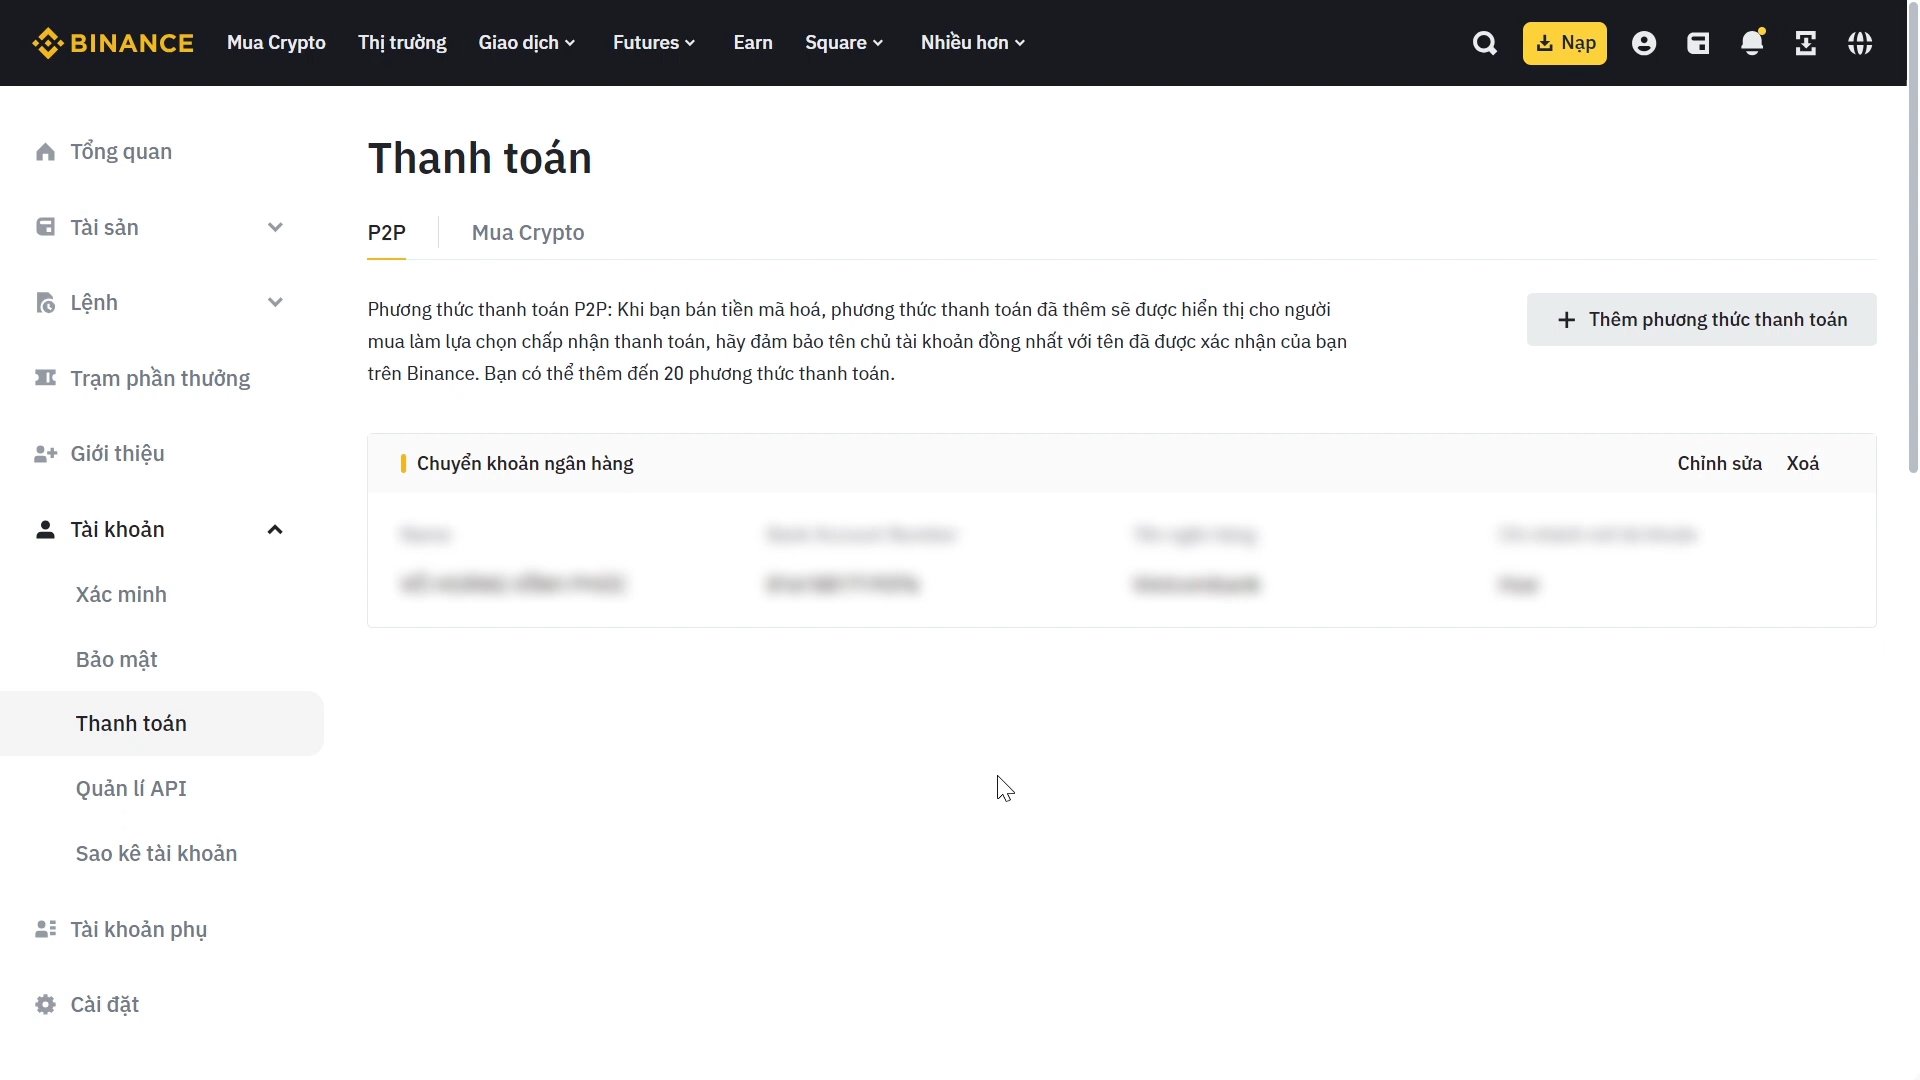 BINANCE Mua Crypto Thị trường Giao dịch Futures Earn Square Nhiều hơn Nạp
Tổng quan
Tài sản
Lệnh
Trạm phần thưởng
Giới thiệu
Tài khoản
Xác minh
Bảo mật
Thanh toán
Quản lí API
Sao kê tài khoản
Tài khoản phụ
Cài đặt
Thanh toán
P2P Mua Crypto
Phương thức thanh toán P2P: Khi bạn bán tiền mã hoá, phương thức thanh toán đã thêm sẽ được hiển thị cho người
mua làm lựa chọn chấp nhận thanh toán, hãy đảm bảo tên chủ tài khoản đồng nhất với tên đã được xác nhận của bạn
trên Binance. Bạn có thể thêm đến 20 phương thức thanh toán.
Thêm phương thức thanh toán
Chuyển khoản ngân hàng Chỉnh sửa Xoá